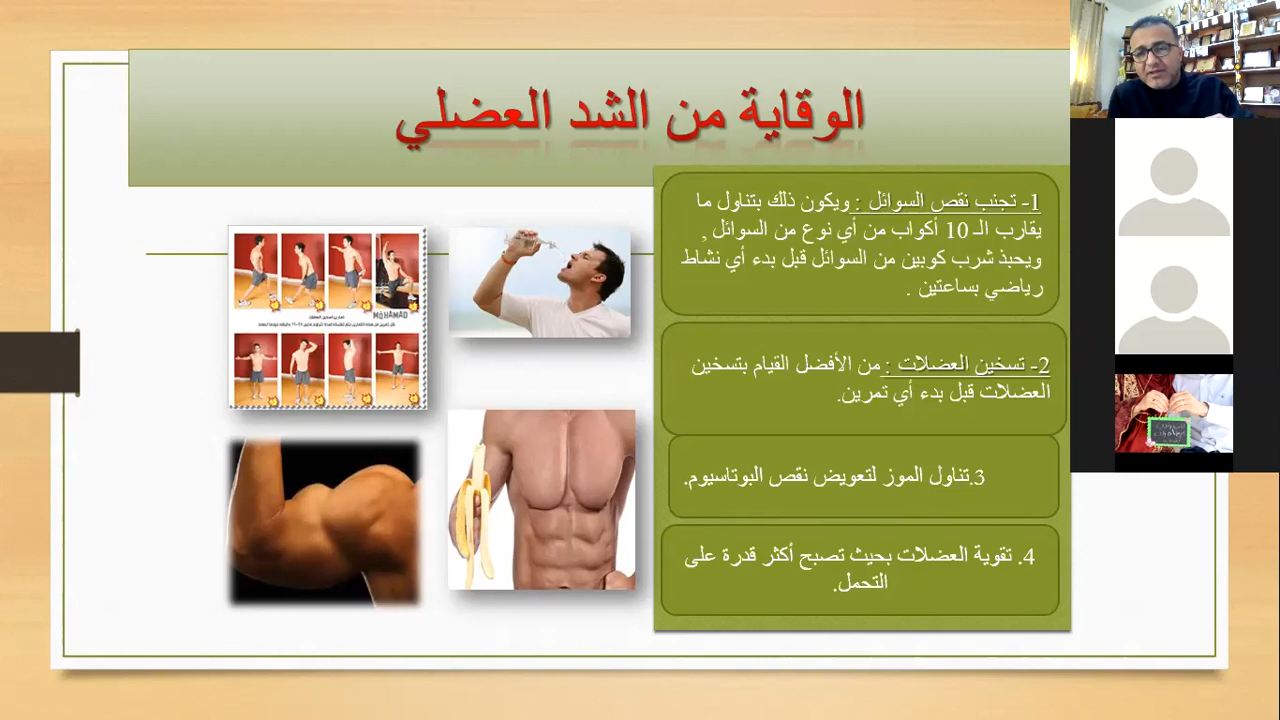 الوقاية من الشد العضلي
1- تجنب نقص السوائل : ويكون ذلك بتناول ما
يقارب الـ 10 أكواب من أي نوع من السوائل ,
ويحبذ شرب كوبين من السوائل قبل بدء أي نشاط
رياضي بساعتين .
2- تسخين العضلات : من الأفضل القيام بتسخين
العضلات قبل بدء أي تمرين.
3.تناول الموز لتعويض نقص البوتاسيوم.
4. تقوية العضلات بحيث تصبح أكثر قدرة على
التحمل.
MOHAMAD